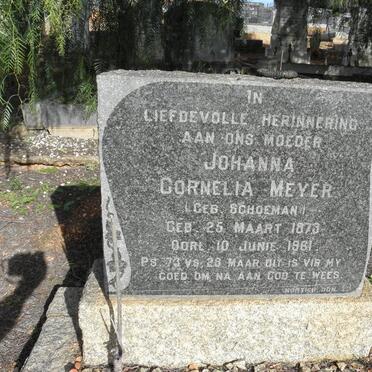 IN
LIEFDEVOLLE HERINNERING
AAN ONS MOEDER
JOHANNA
CORNELIA MEYER
(GEB. SCHOEMAN)
GEB. 25 MAART 1873
OORL. 10 JUNIE 1961
PS. 73 VS. 28 MAAR DIT IS VIR MY
GOED OM NA AAN GOD TE WEES